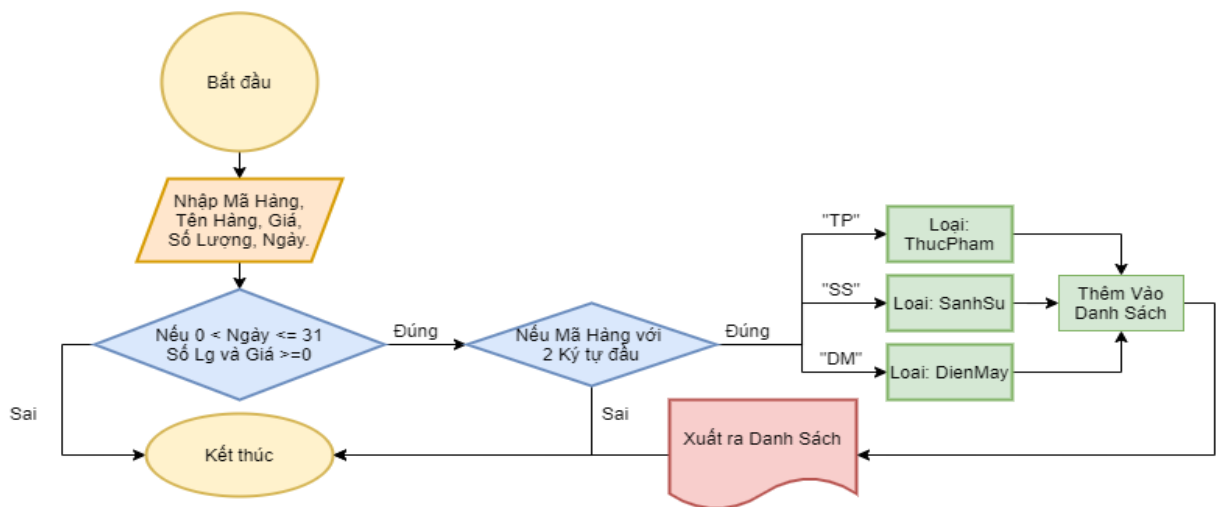 Bắt đầu
Nhập Mã Hàng,
Tên Hàng, Giá,
Số Lượng, Ngày.
Nếu 0 < Ngày <= 31
Số Lg và Giá >=0
Đúng
Sai
Nếu Mã Hàng với
2 Ký tự đầu
Đúng
Sai
"TP"
Loại:
ThucPham
"SS"
Loai: SanhSu
"DM"
Loai: DienMay
Thêm Vào
Danh Sách
Xuất ra Danh Sách
Kết thúc